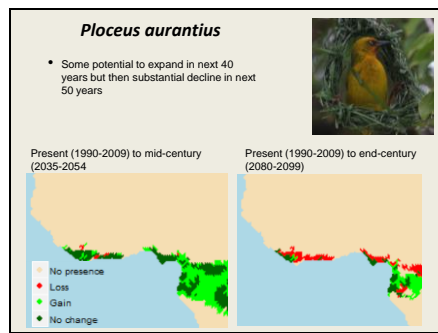 Ploceus aurantius
• Some potential to expand in next 40
years but then substantial decline in next
50 years
Present (1990-2009) to mid-century
(2035-2054
Present (1990-2009) to end-century
(2080-2099)
No presence
Loss
Gain
No change